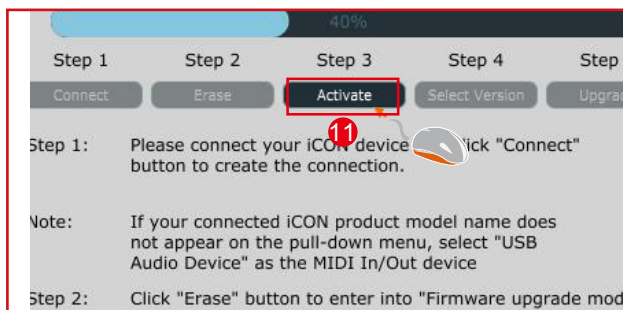 40%
Step 1 Step 2 Step 3 Step 4 Step
Connect Erase Activate Select Version Upgrad
11
Step 1: Please connect your iCON device ick "Connect"
button to create the connection.
Note: If your connected iCON product model name does
not appear on the pull-down menu, select "USB
Audio Device" as the MIDI In/Out device
Step 2: Click "Erase" button to enter into "Firmware upgrade mod